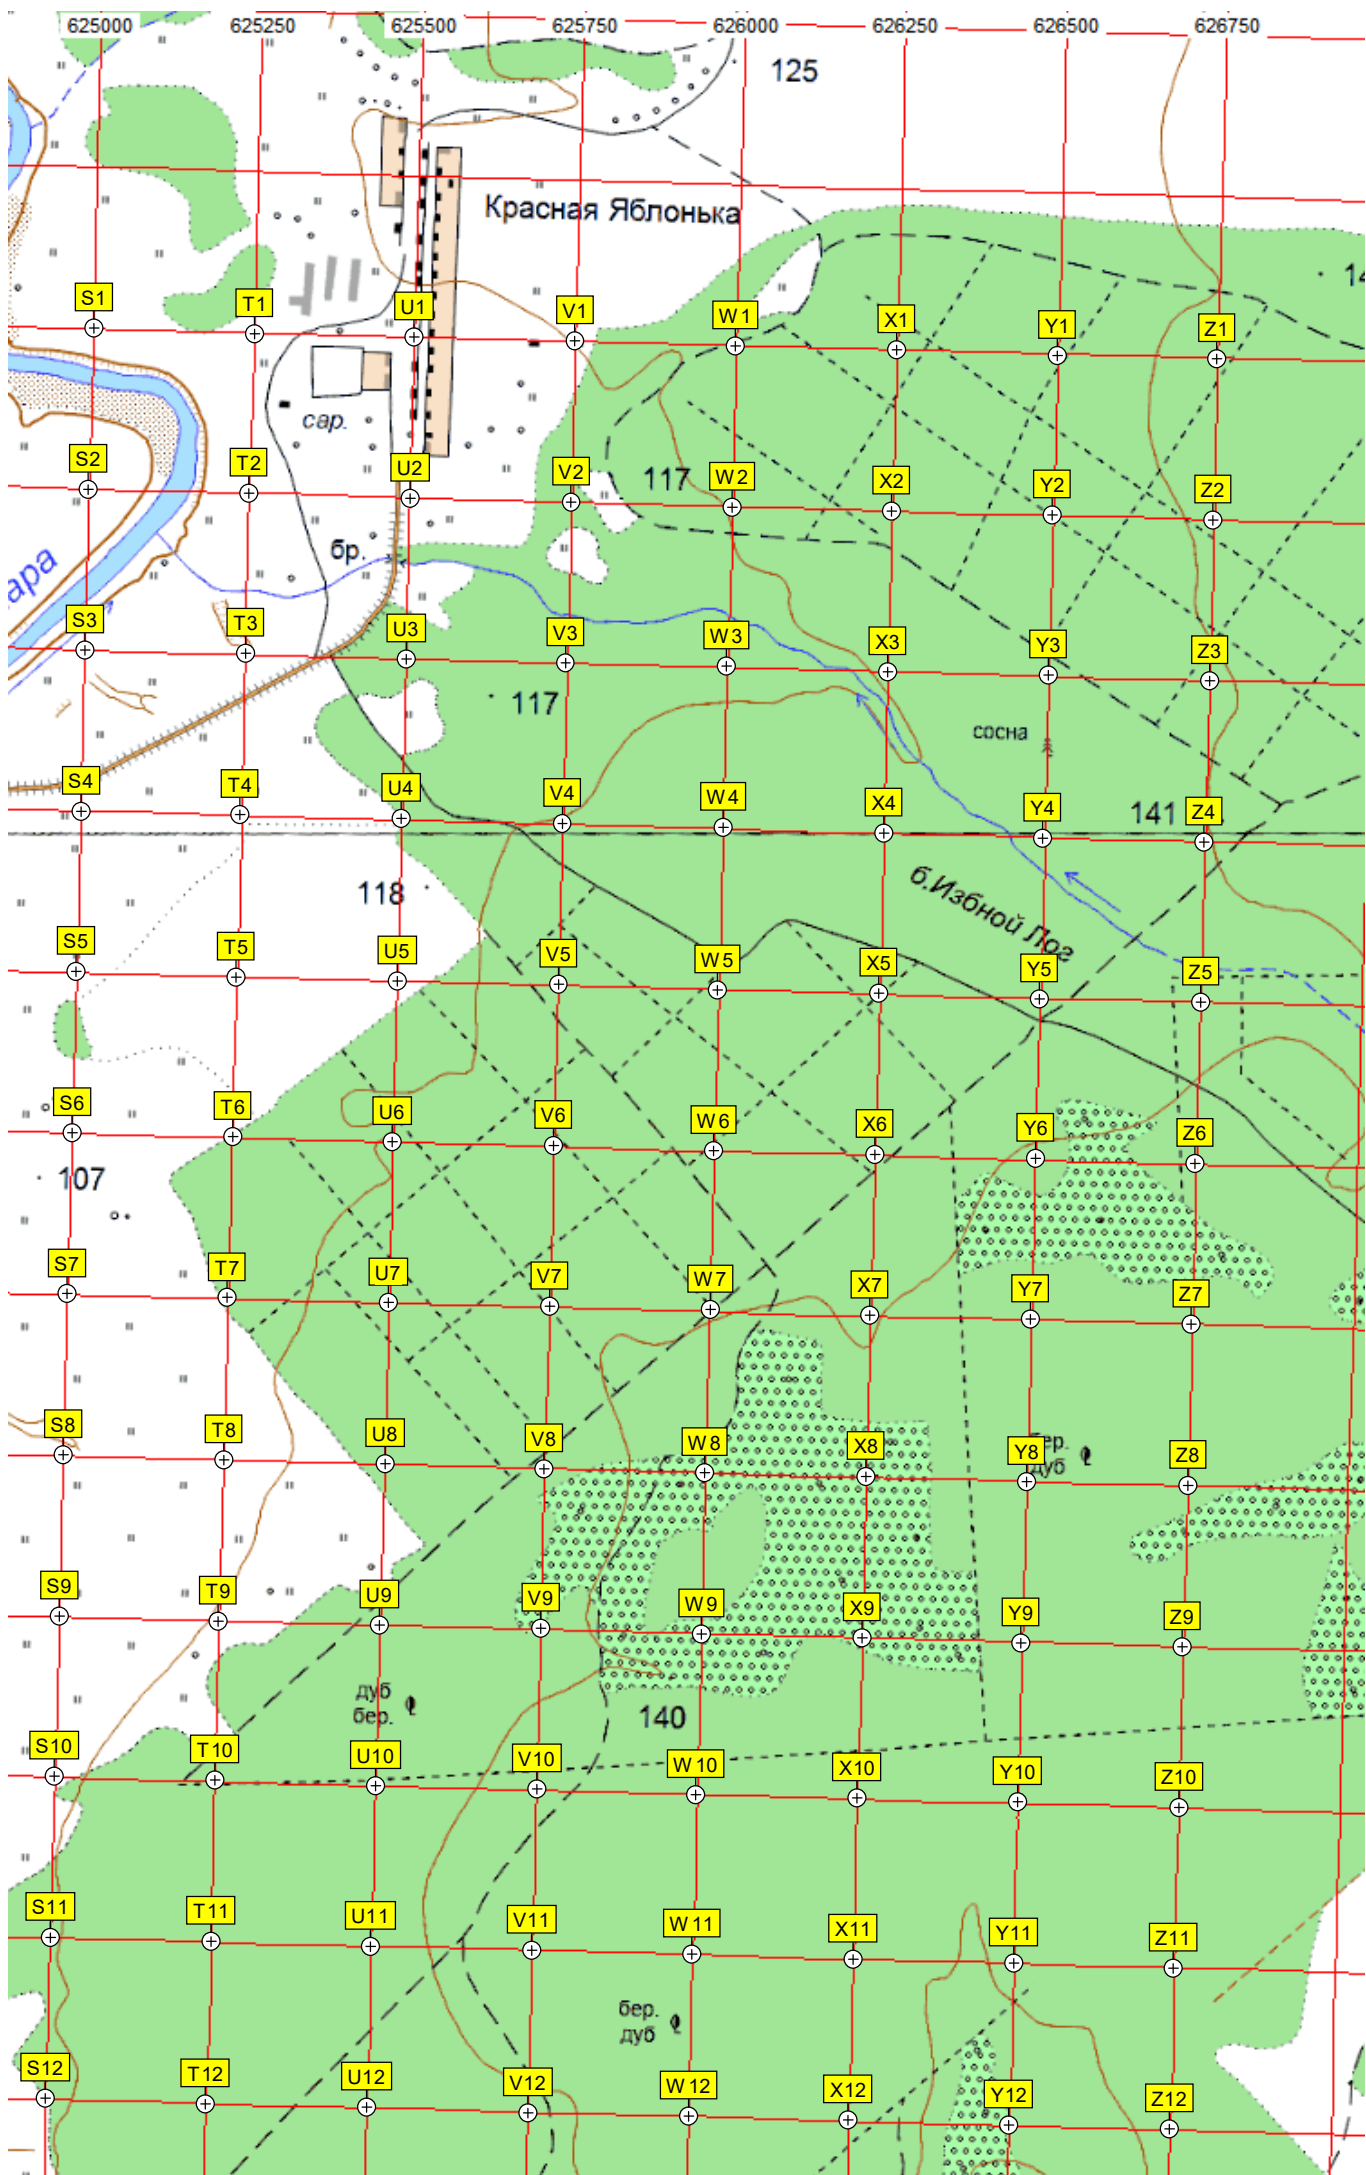 625000 625250 625500 625750 626000 626250 626500 626750
125
Красная Яблонька
14
S1 T1 U1 V1 W1 X1 Y1 Z1
сар.
S2 T2 U2 V2 117 W2 X2 Y2 Z2
бр.
ара
S3 T3 U3 V3 W3 X3 Y3 Z3
117
сосна
S4 T4 U4 V4 W4 X4 Y4 141 Z4
118
б.Избной Лог
S5 T5 U5 V5 W5 X5 Y5 Z5
S6 T6 U6 V6 W6 X6 Y6 Z6
107
S7 T7 U7 V7 W7 X7 Y7 Z7
S8 T8 U8 V8 W8 X8 Y8 Z8
бер.
дуб
S9 T9 U9 V9 W9 X9 Y9 Z9
дуб
бер.
140
S10 T10 U10 V10 W10 X10 Y10 Z10
S11 T11 U11 V11 W11 X11 Y11 Z11
бер.
дуб
S12 T12 U12 V12 W12 X12 Y12 Z12